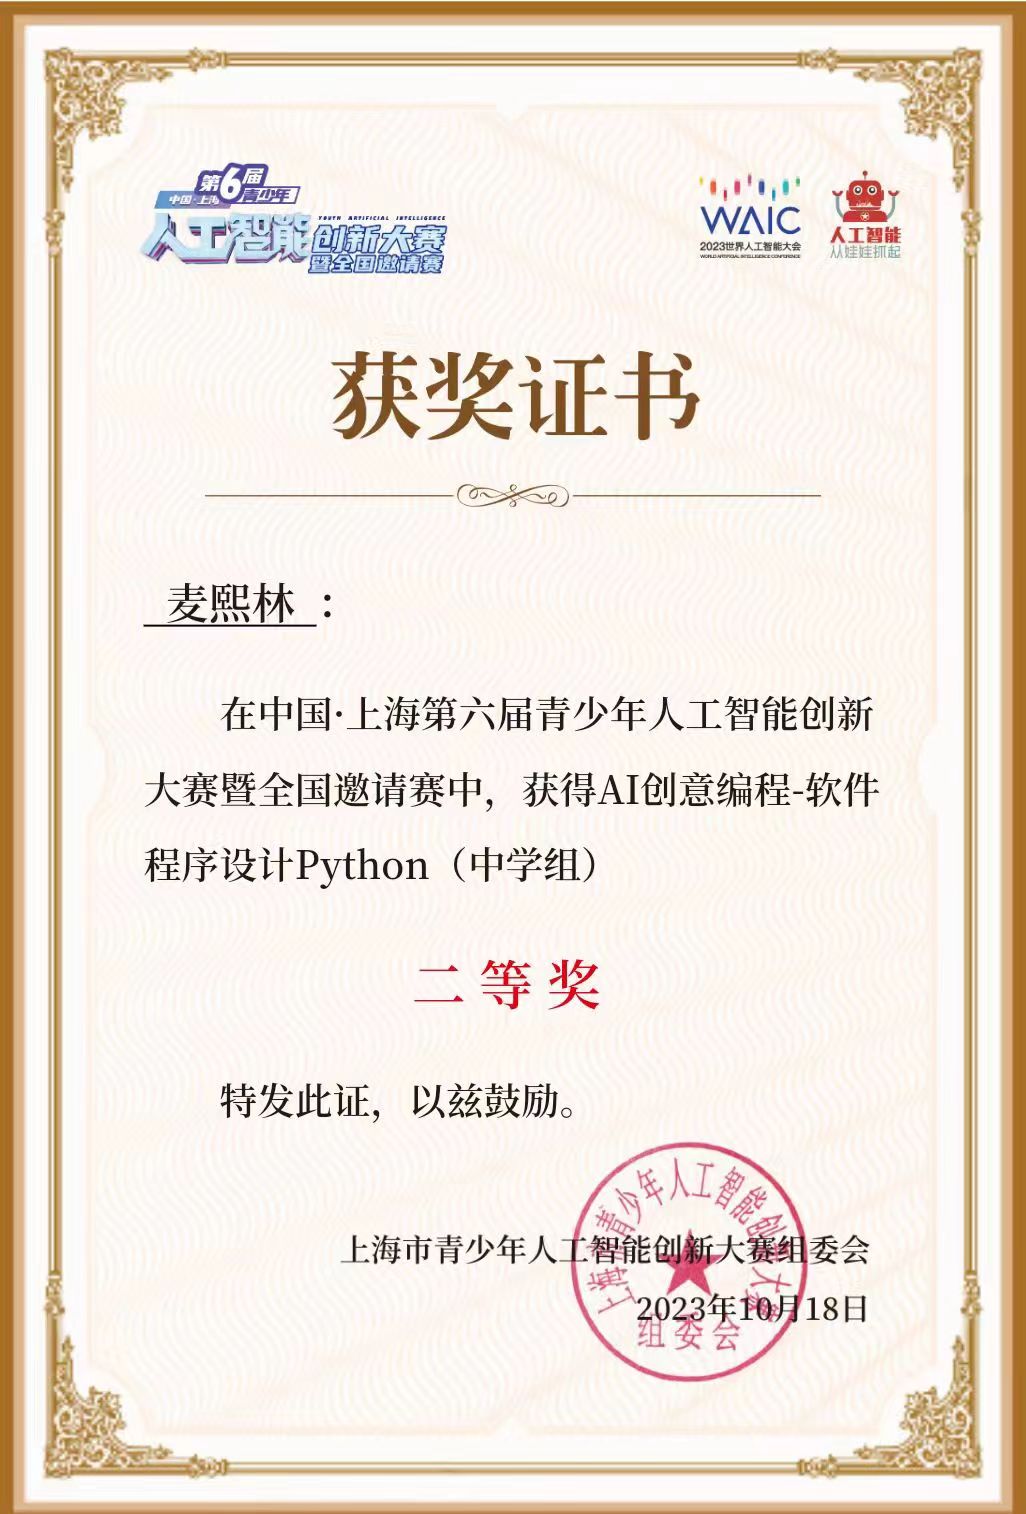 第6届
中国·上海 青少年
人工智能
YOUTH ARTIFICIAL INTELLIGENCE
创新大赛
暨全国邀请赛
WAIC
2023世界人工智能大会
WORLD ARTIFICIAL INTELLIGENCE CONFERENCE
人工智能
从娃娃抓起
获奖证书
麦熙林：
在中国·上海第六届青少年人工智能创新
大赛暨全国邀请赛中，获得AI创意编程-软件
程序设计Python（中学组）
二等奖
特发此证，以兹鼓励。
上海市青少年人工智能创新大赛组委会
2023年10月18日
上海市青少年人工智能创新大赛
组委会